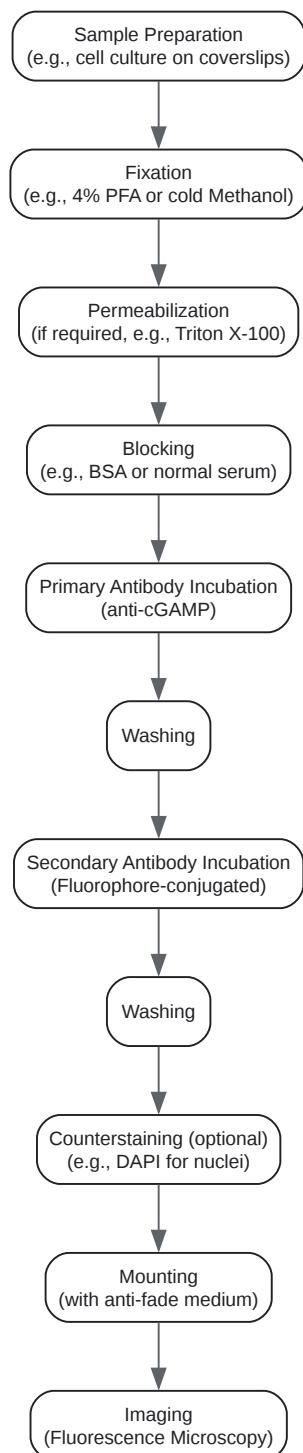 Sample Preparation
(e.g., cell culture on coverslips)
Fixation
(e.g., 4% PFA or cold Methanol)
Permeabilization
(if required, e.g., Triton X-100)
Blocking
(e.g., BSA or normal serum)
Primary Antibody Incubation
(anti-cGAMP)
Washing
Secondary Antibody Incubation
(Fluorophore-conjugated)
Washing
Counterstaining (optional)
(e.g., DAPI for nuclei)
Mounting
(with anti-fade medium)
Imaging
(Fluorescence Microscopy)